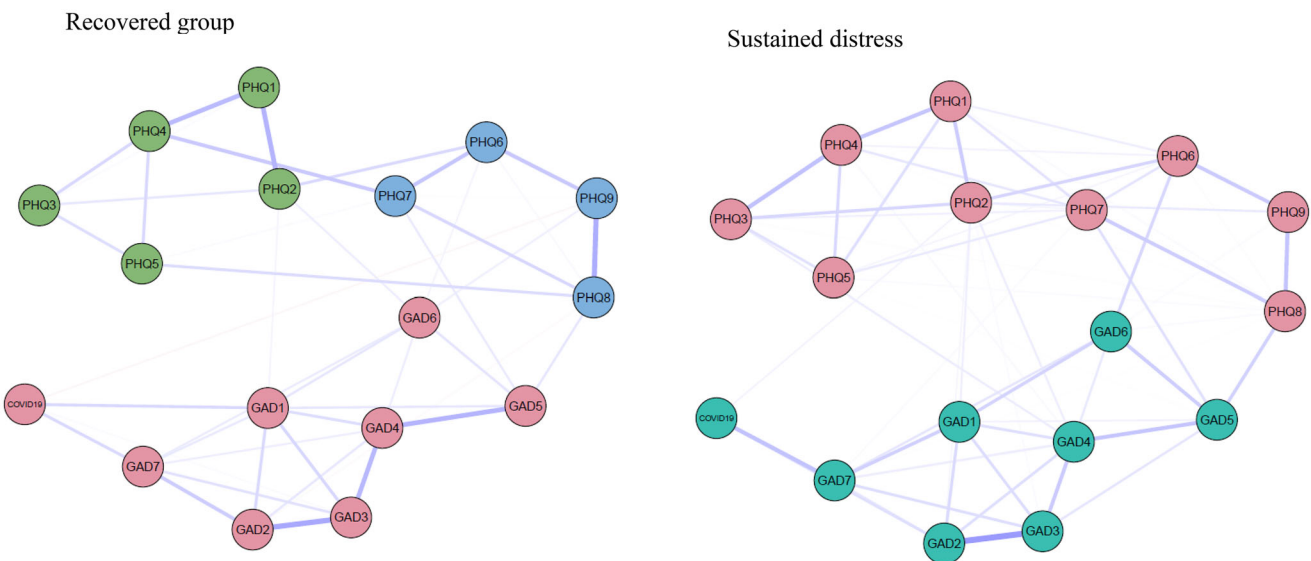 Recovered group
Sustained distress
PHQ1
PHQ4
PHQ6
PHQ2
PHQ7
PHQ9
PHQ3
PHQ5
PHQ8
GAD6
COVID19
GAD1
GAD5
GAD4
GAD7
GAD3
GAD2
PHQ1
PHQ4
PHQ6
PHQ2
PHQ7
PHQ9
PHQ3
PHQ5
PHQ8
GAD6
COVID19
GAD1
GAD5
GAD4
GAD7
GAD3
GAD2